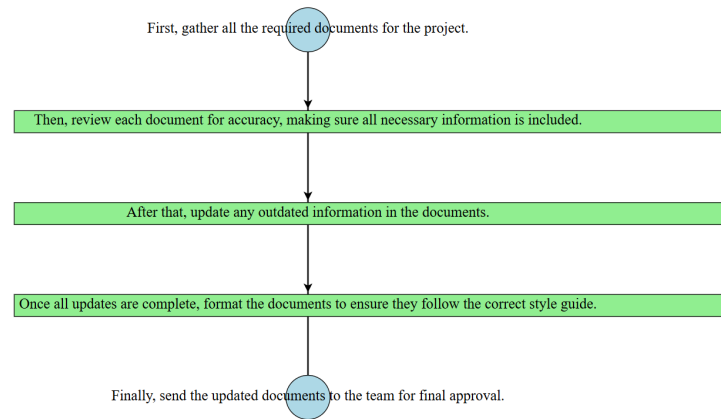 First, gather all the required documents for the project.
Then, review each document for accuracy, making sure all necessary information is included.
After that, update any outdated information in the documents.
Once all updates are complete, format the documents to ensure they follow the correct style guide.
Finally, send the updated documents to the team for final approval.